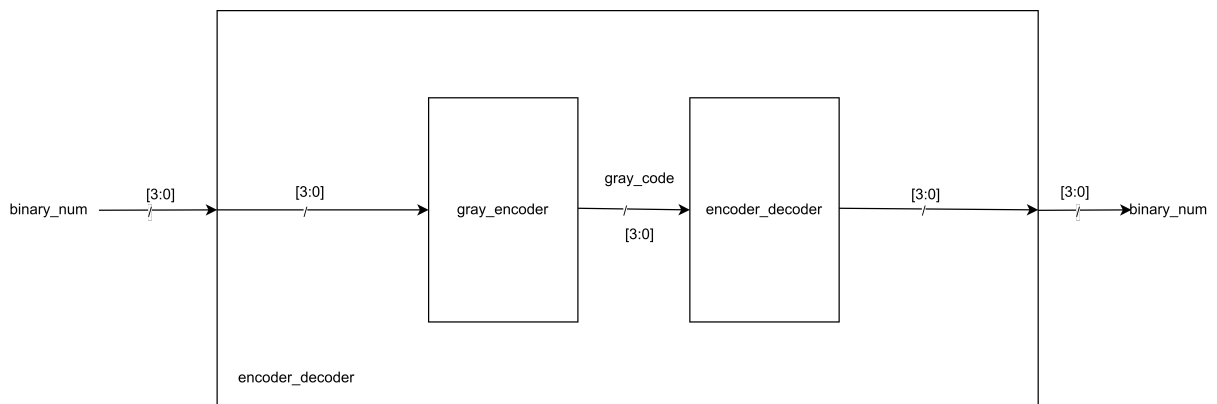 gray_code
[3:0]
[3:0]
[3:0]
[3:0]
binary_num
gray_encoder
encoder_decoder
binary_num
[3:0]
encoder_decoder